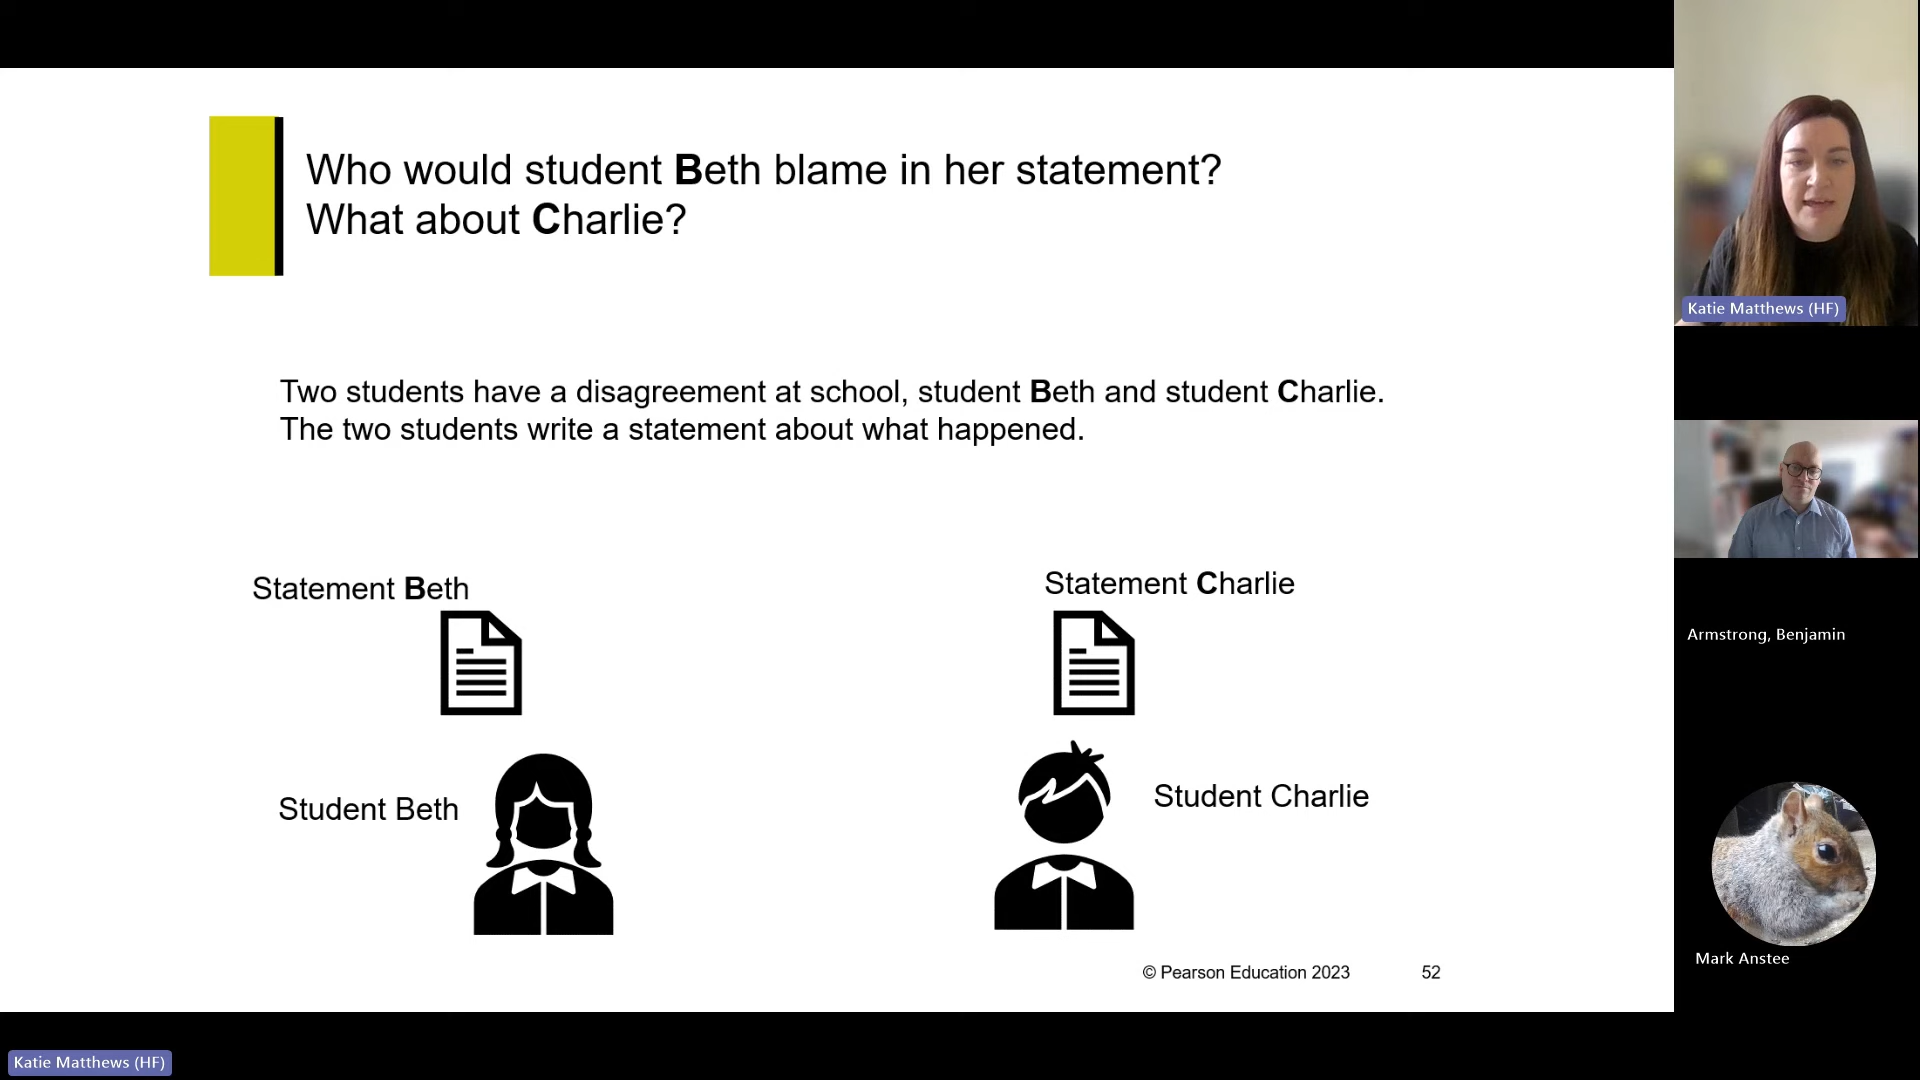 Who would student Beth blame in her statement?
What about Charlie?
Two students have a disagreement at school, student Beth and student Charlie.
The two students write a statement about what happened.
Statement Beth
Statement Charlie
Student Beth
Student Charlie
© Pearson Education 2023
52
Katie Matthews (HF)
Armstrong, Benjamin
Mark Anstee
Katie Matthews (HF)